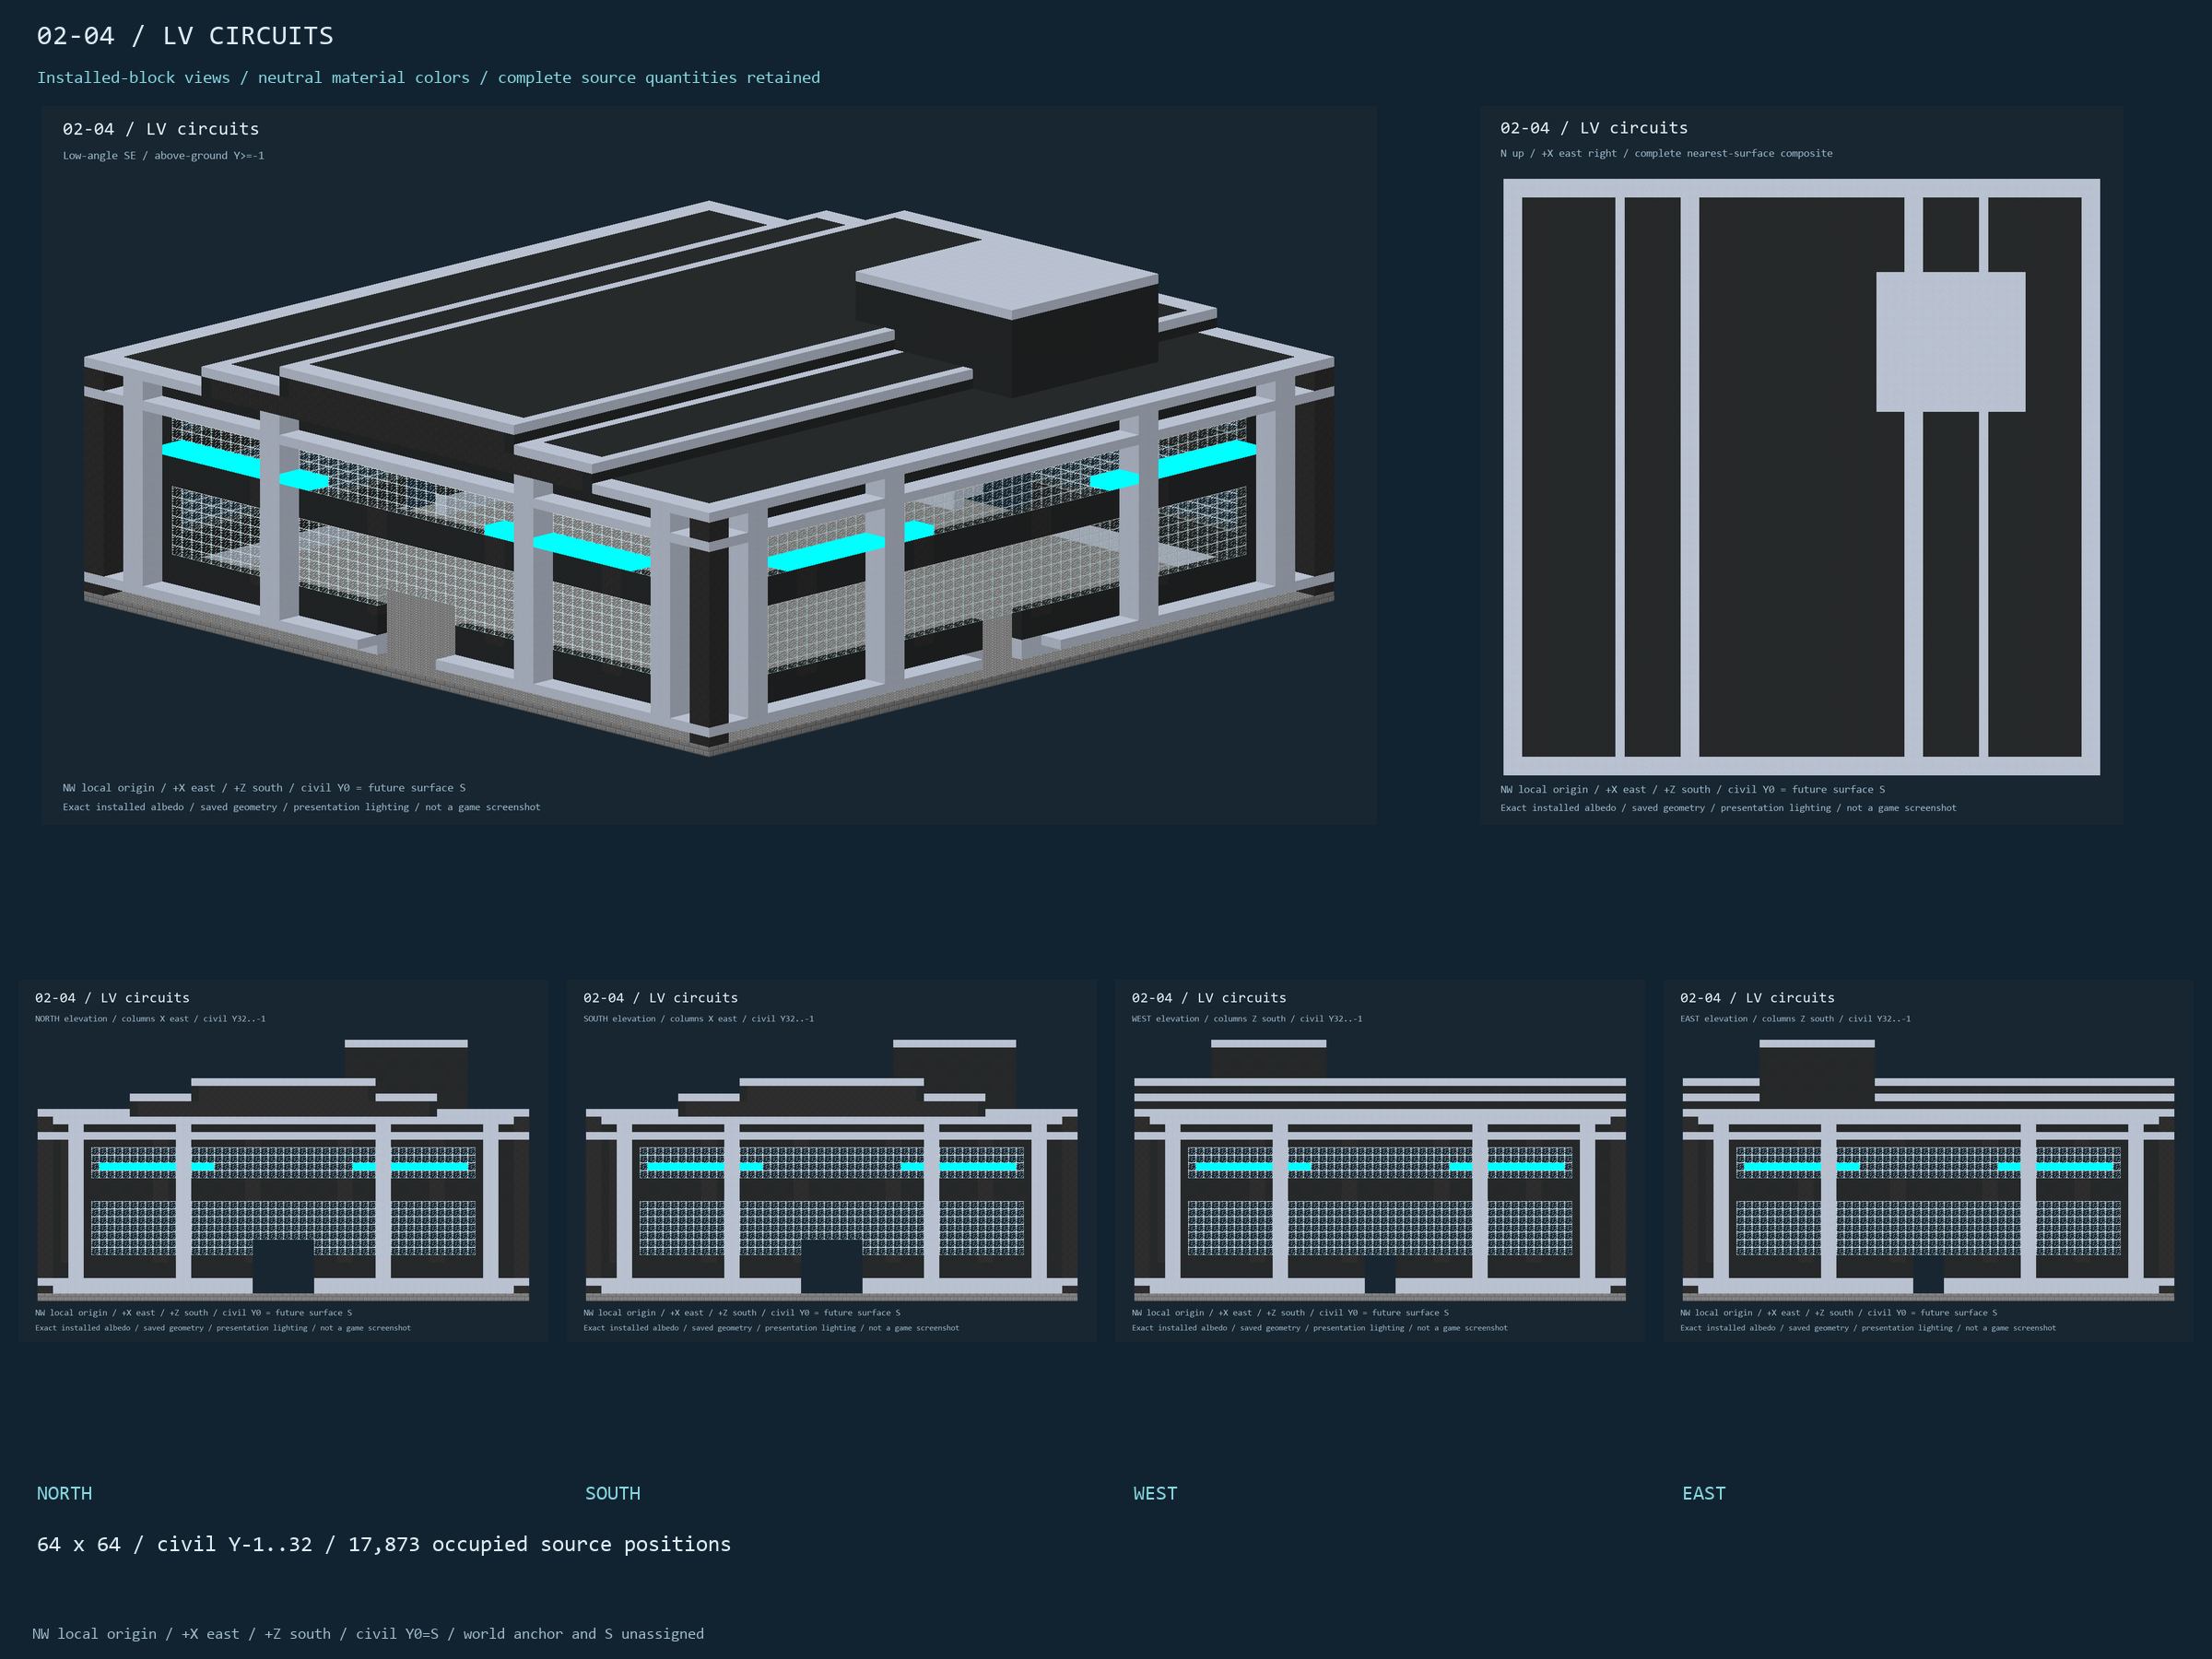 02-04 / LV CIRCUITS
Installed-block views / neutral material colors / complete source quantities retained
02-04 / LV circuits
Low-angle SE / above-ground Y>=-1
NW local origin / +X east / +Z south / civil Y0 = future surface S
Exact installed albedo / saved geometry / presentation lighting / not a game screenshot
02-04 / LV circuits
N up / +X east right / complete nearest-surface composite
NW local origin / +X east / +Z south / civil Y0 = future surface S
Exact installed albedo / saved geometry / presentation lighting / not a game screenshot
02-04 / LV circuits
NORTH elevation / columns X east / civil Y32..-1
NW local origin / +X east / +Z south / civil Y0 = future surface S
Exact installed albedo / saved geometry / presentation lighting / not a game screenshot
02-04 / LV circuits
SOUTH elevation / columns X east / civil Y32..-1
NW local origin / +X east / +Z south / civil Y0 = future surface S
Exact installed albedo / saved geometry / presentation lighting / not a game screenshot
02-04 / LV circuits
WEST elevation / columns Z south / civil Y32..-1
NW local origin / +X east / +Z south / civil Y0 = future surface S
Exact installed albedo / saved geometry / presentation lighting / not a game screenshot
02-04 / LV circuits
EAST elevation / columns Z south / civil Y32..-1
NW local origin / +X east / +Z south / civil Y0 = future surface S
Exact installed albedo / saved geometry / presentation lighting / not a game screenshot
NORTH
SOUTH
WEST
EAST
64 x 64 / civil Y-1..32 / 17,873 occupied source positions
NW local origin / +X east / +Z south / civil Y0=S / world anchor and S unassigned